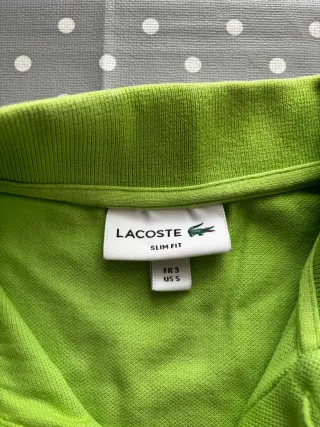 LACOSTE
SLIM FIT
FR 3
US S